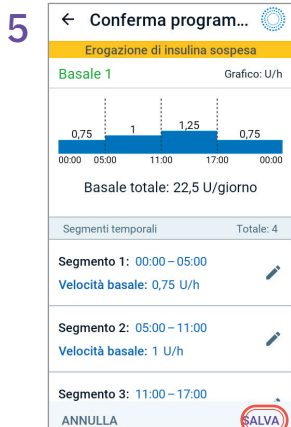 5
Conferma program...
Erogazione di insulina sospesa
Basale 1 Grafico: U/h
0,75 1 1,25 0,75
00:00 05:00 11:00 17:00 00:00
Basale totale: 22,5 U/giorno
Segmenti temporali Totale: 4
Segmento 1: 00:00 – 05:00
Velocità basale: 0,75 U/h
Segmento 2: 05:00 – 11:00
Velocità basale: 1 U/h
Segmento 3: 11:00 – 17:00
ANNULLA SALVA